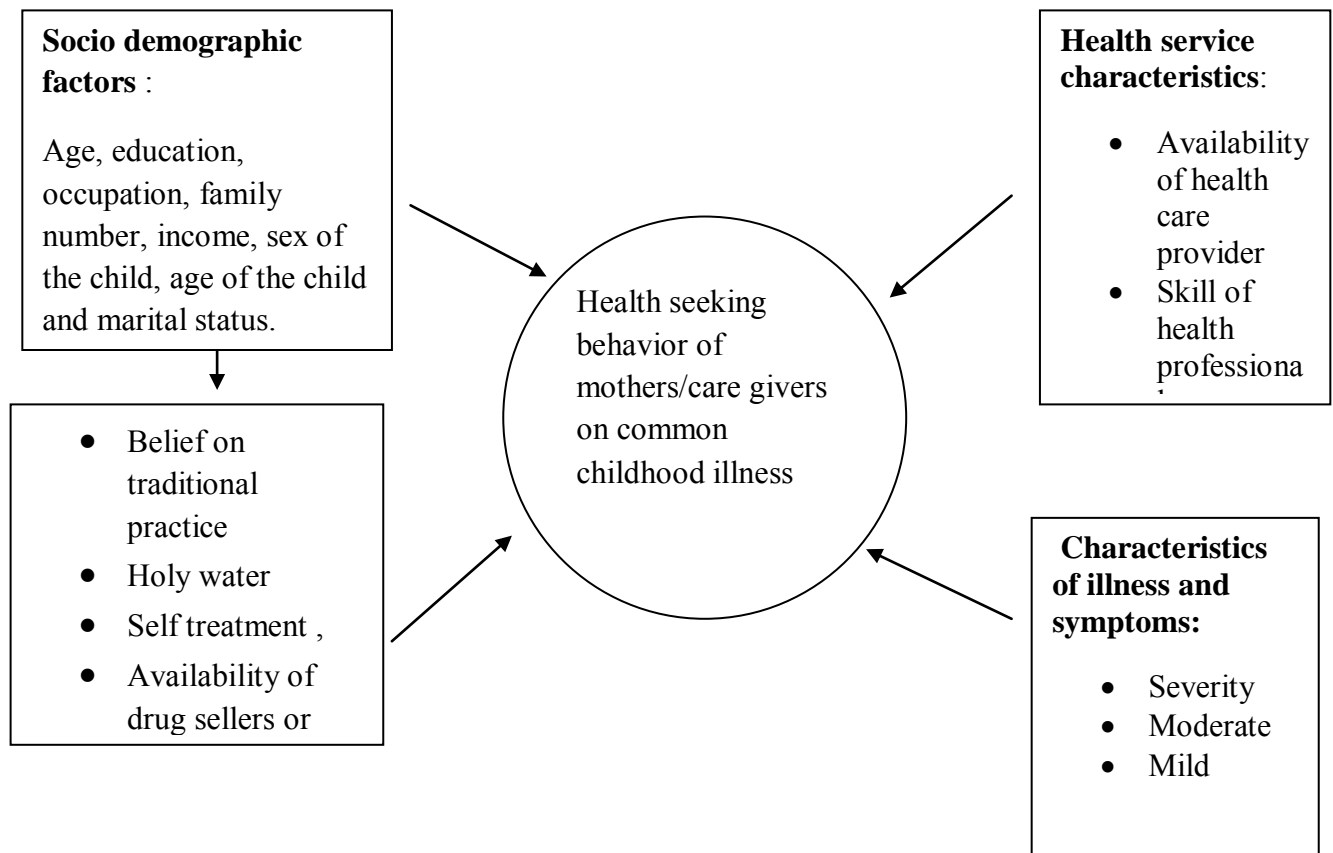 Socio demographic
factors :
Age, education,
occupation, family
number, income, sex of
the child, age of the child
and marital status.
• Belief on
traditional
practice
• Holy water
• Self treatment ,
• Availability of
drug sellers or
Health seeking
behavior of
mothers/care givers
on common
childhood illness
Health service
characteristics:
• Availability
of health
care
provider
• Skill of
health
professiona
Characteristics
of illness and
symptoms:
• Severity
• Moderate
• Mild